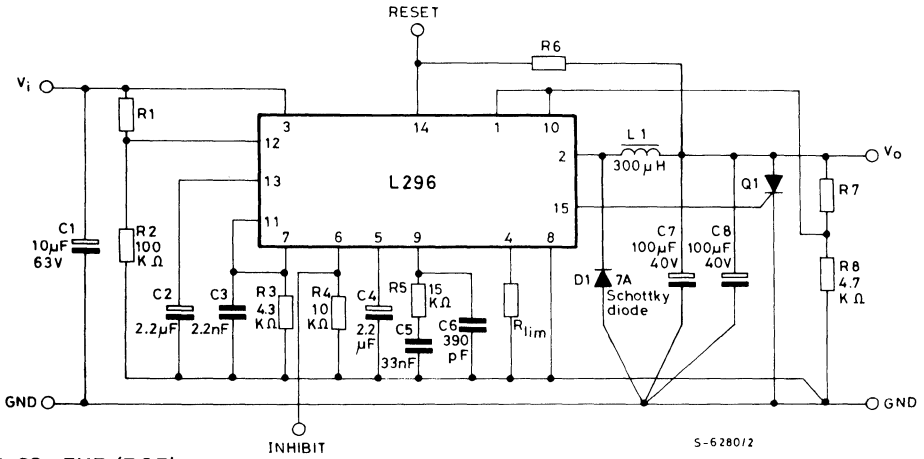 RESET
R6
Vi
R1
3
14
1
10
12
2
L 1
300 µH
Vo
13
L296
Q1
R7
15
11
C1
10µF
63V
R2
100
KΩ
7
6
5
9
4
8
C7
100µF
40V
C8
100µF
40V
C2
2.2µF
C3
2.2nF
R3
4.3
KΩ
R4
10
KΩ
C4
2.2
µF
R5
15
KΩ
C5
33nF
C6
390
pF
Rlim
D1
7A
Schottky
diode
R8
4.7
KΩ
GND
GND
INHIBIT
S-6280/2